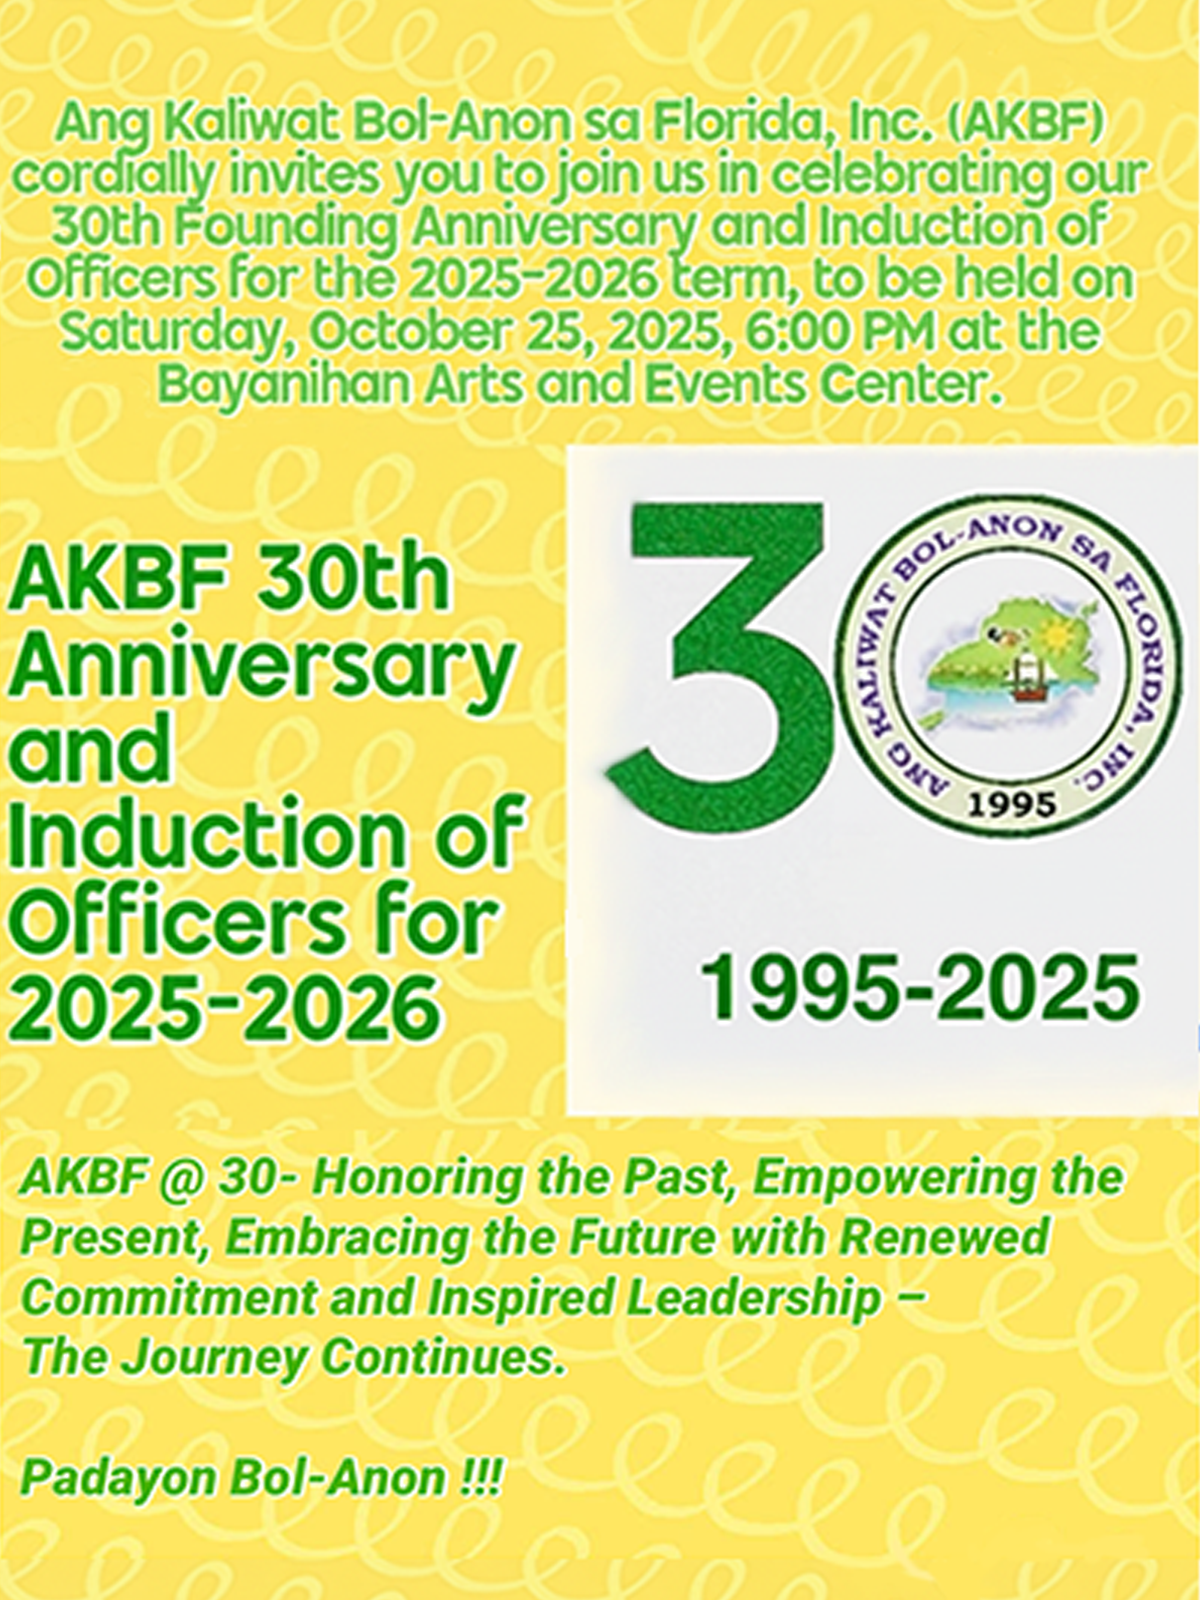 Ang Kaliwat Bol-Anon sa Florida, Inc. (AKBF)
cordially invites you to join us in celebrating our
30th Founding Anniversary and Induction of
Officers for the 2025-2026 term, to be held on
Saturday, October 25, 2025, 6:00 PM at the
Bayanihan Arts and Events Center.
AKBF 30th
Anniversary
and
Induction of
Officers for
2025-2026
30
ANG KALIWAT BOL-ANON SA FLORIDA, INC.
1995
1995-2025
AKBF @ 30- Honoring the Past, Empowering the
Present, Embracing the Future with Renewed
Commitment and Inspired Leadership –
The Journey Continues.
Padayon Bol-Anon !!!